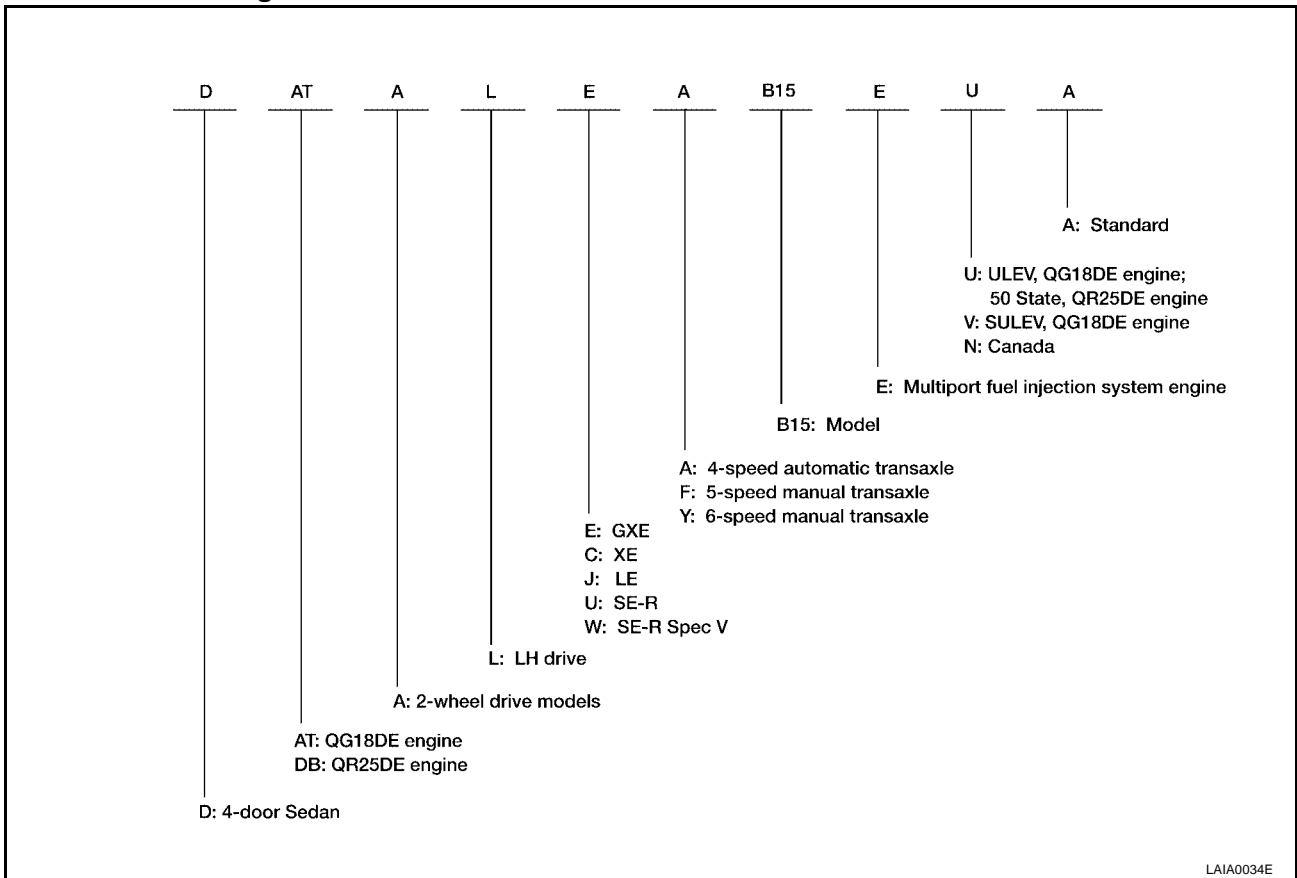 D AT A L E A B15 E U A
A: Standard
U: ULEV, QG18DE engine;
50 State, QR25DE engine
V: SULEV, QG18DE engine
N: Canada
E: Multiport fuel injection system engine
B15: Model
A: 4-speed automatic transaxle
F: 5-speed manual transaxle
Y: 6-speed manual transaxle
E: GXE
C: XE
J: LE
U: SE-R
W: SE-R Spec V
L: LH drive
A: 2-wheel drive models
AT: QG18DE engine
DB: QR25DE engine
D: 4-door Sedan
LAIA0034E